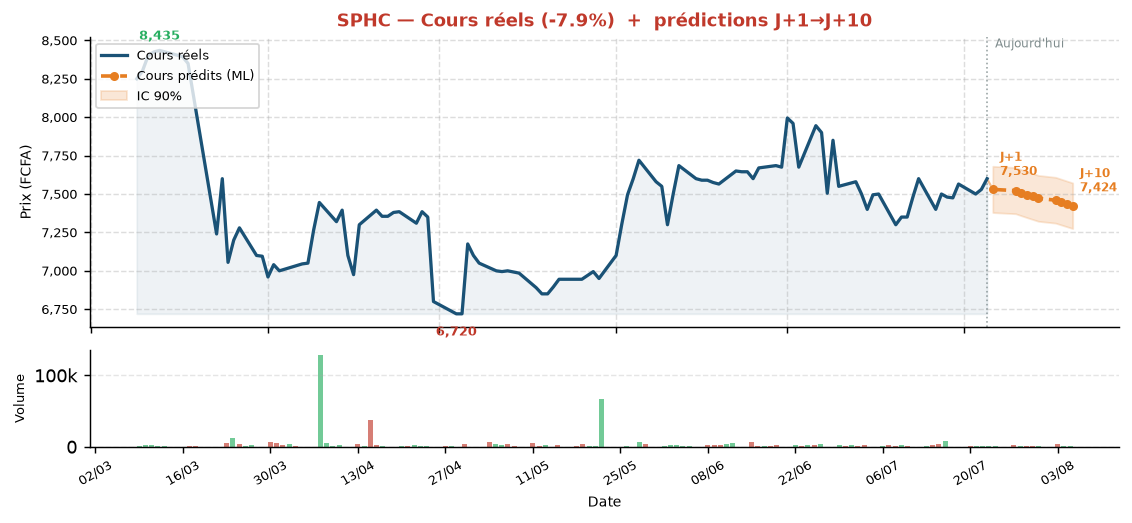 SPHC — Cours réels (-7.9%)  +  prédictions J+1→J+10
8,435
Cours réels
Cours prédits (ML)
IC 90%
Aujourd'hui
J+1
7,530
J+10
7,424
6,720
Prix (FCFA)
8,500
8,250
8,000
7,750
7,500
7,250
7,000
6,750
Volume
100k
0
02/03
16/03
30/03
13/04
27/04
11/05
25/05
08/06
22/06
06/07
20/07
03/08
Date